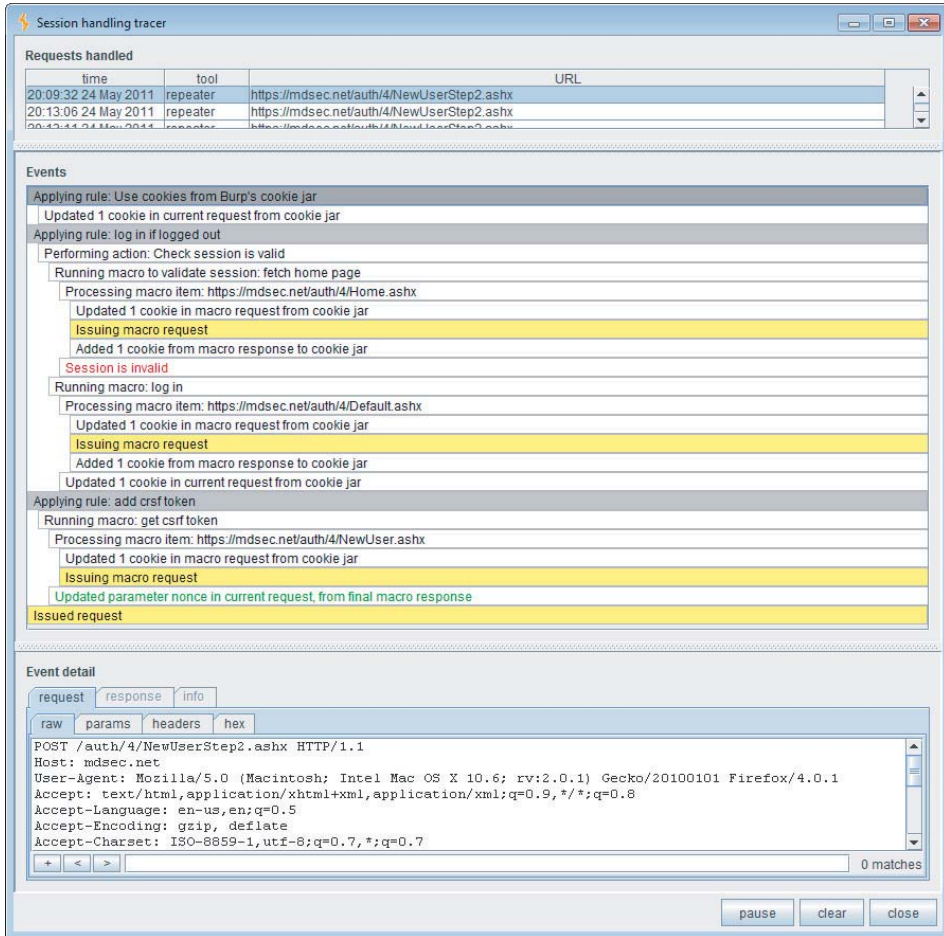 Session handling tracer
Requests handled
time tool URL
20:09:32 24 May 2011 repeater https://mdsec.net/auth/4/NewUserStep2.ashx
20:13:06 24 May 2011 repeater https://mdsec.net/auth/4/NewUserStep2.ashx
20:13:11 24 May 2011 repeater https://mdsec.net/auth/4/NewUserStep2.ashx
Events
Applying rule: Use cookies from Burp's cookie jar
Updated 1 cookie in current request from cookie jar
Applying rule: log in if logged out
Performing action: Check session is valid
Running macro to validate session: fetch home page
Processing macro item: https://mdsec.net/auth/4/Home.ashx
Updated 1 cookie in macro request from cookie jar
Issuing macro request
Added 1 cookie from macro response to cookie jar
Session is invalid
Running macro: log in
Processing macro item: https://mdsec.net/auth/4/Default.ashx
Updated 1 cookie in macro request from cookie jar
Issuing macro request
Added 1 cookie from macro response to cookie jar
Updated 1 cookie in current request from cookie jar
Applying rule: add crsf token
Running macro: get csrf token
Processing macro item: https://mdsec.net/auth/4/NewUser.ashx
Updated 1 cookie in macro request from cookie jar
Issuing macro request
Updated parameter nonce in current request, from final macro response
Issued request
Event detail
request response info
raw params headers hex
POST /auth/4/NewUserStep2.ashx HTTP/1.1
Host: mdsec.net
User-Agent: Mozilla/5.0 (Macintosh; Intel Mac OS X 10.6; rv:2.0.1) Gecko/20100101 Firefox/4.0.1
Accept: text/html,application/xhtml+xml,application/xml;q=0.9,*/*;q=0.8
Accept-Language: en-us,en;q=0.5
Accept-Encoding: gzip, deflate
Accept-Charset: ISO-8859-1,utf-8;q=0.7,*;q=0.7
+ < > 0 matches
pause clear close